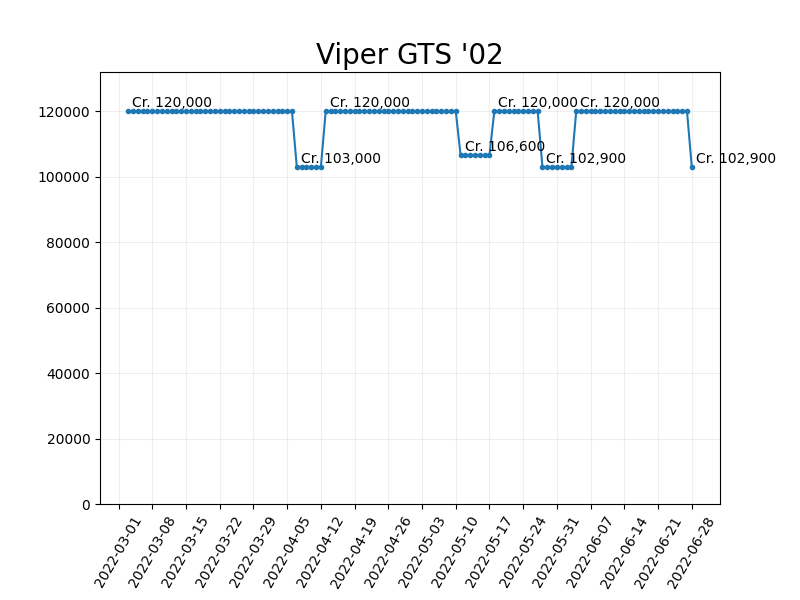 Viper GTS '02
Cr. 120,000
Cr. 120,000
Cr. 120,000
Cr. 120,000
Cr. 106,600
Cr. 103,000
Cr. 102,900
Cr. 102,900
120000
100000
80000
60000
40000
20000
0
2022-03-01
2022-03-08
2022-03-15
2022-03-22
2022-03-29
2022-04-05
2022-04-12
2022-04-19
2022-04-26
2022-05-03
2022-05-10
2022-05-17
2022-05-24
2022-05-31
2022-06-07
2022-06-14
2022-06-21
2022-06-28